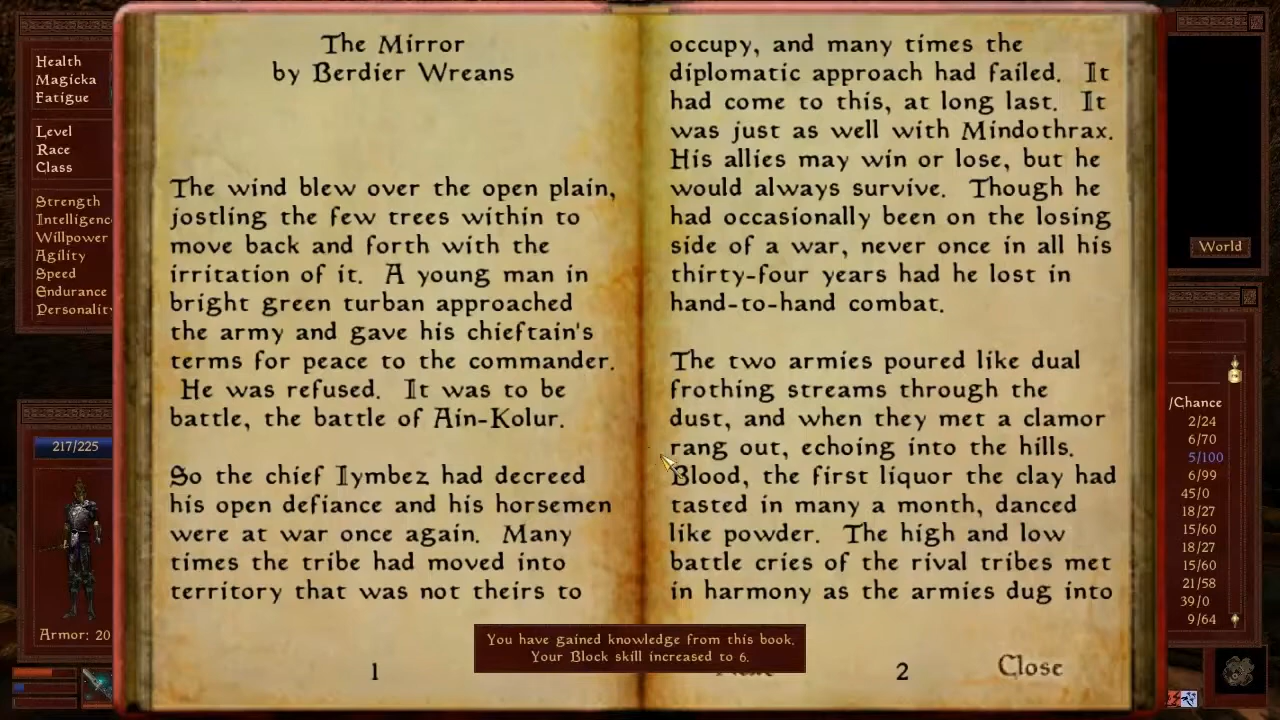 The Mirror
by Berdier Wreans
The wind blew over the open plain,
jostling the few trees within to
move back and forth with the
irritation of it. A young man in
bright green turban approached
the army and gave his chieftain's
terms for peace to the commander.
He was refused. It was to be
battle, the battle of Ain-Kolur.
So the chief Iymbez had decreed
his open defiance and his horsemen
were at war once again. Many
times the tribe had moved into
territory that was not theirs to
1
occupy, and many times the
diplomatic approach had failed. It
had come to this, at long last. It
was just as well with Mindothrax.
His allies may win or lose, but he
would always survive. Though he
had occasionally been on the losing
side of a war, never once in all his
thirty-four years had he lost in
hand-to-hand combat.
The two armies poured like dual
frothing streams through the
dust, and when they met a clamor
rang out, echoing into the hills.
Blood, the first liquor the clay had
tasted in many a month, danced
like powder. The high and low
battle cries of the rival tribes met
in harmony as the armies dug into
2
Close
You have gained knowledge from this book.
Your Block skill increased to 6.
Health
Magicka
Fatigue
Level
Race
Class
Strength
Intelligenc
Willpower
Agility
Speed
Endurance
Personalit
217/225
Armor: 20
World
/Chance
2/24
6/70
5/100
6/99
45/0
18/27
15/60
18/27
15/60
21/58
39/0
9/64